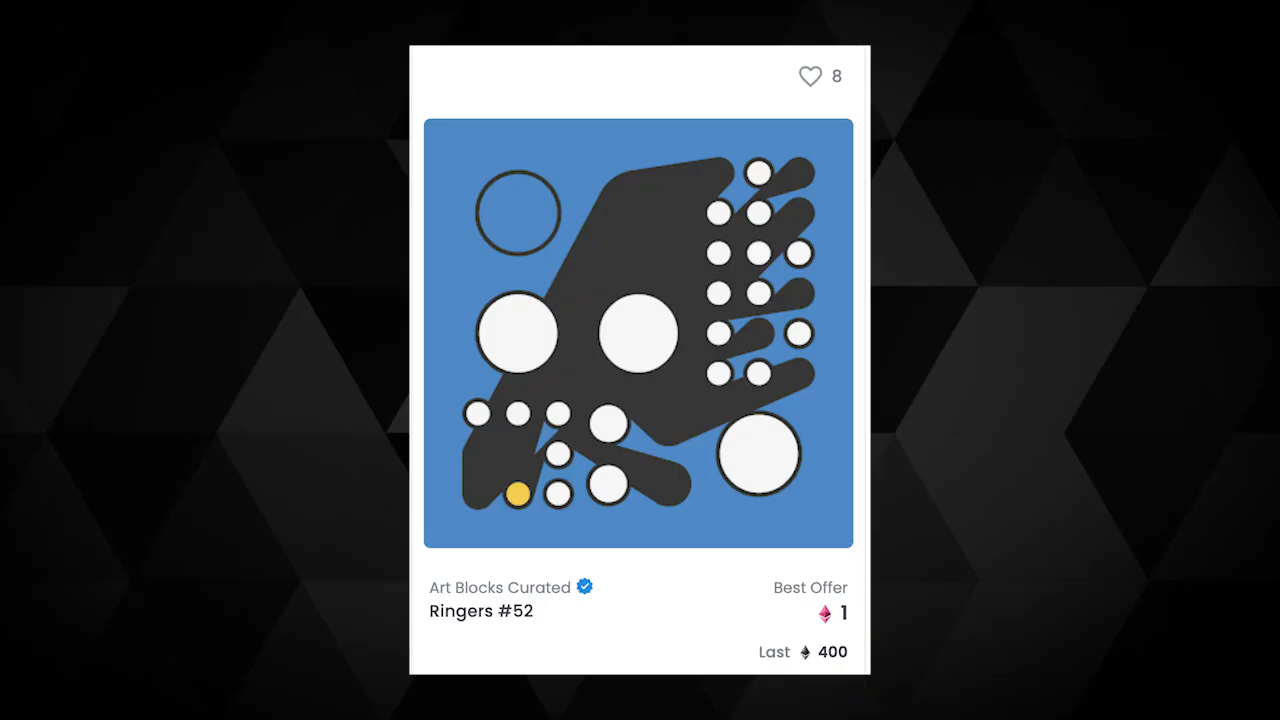 8
Art Blocks Curated
Best Offer
Ringers #52
1
Last 400